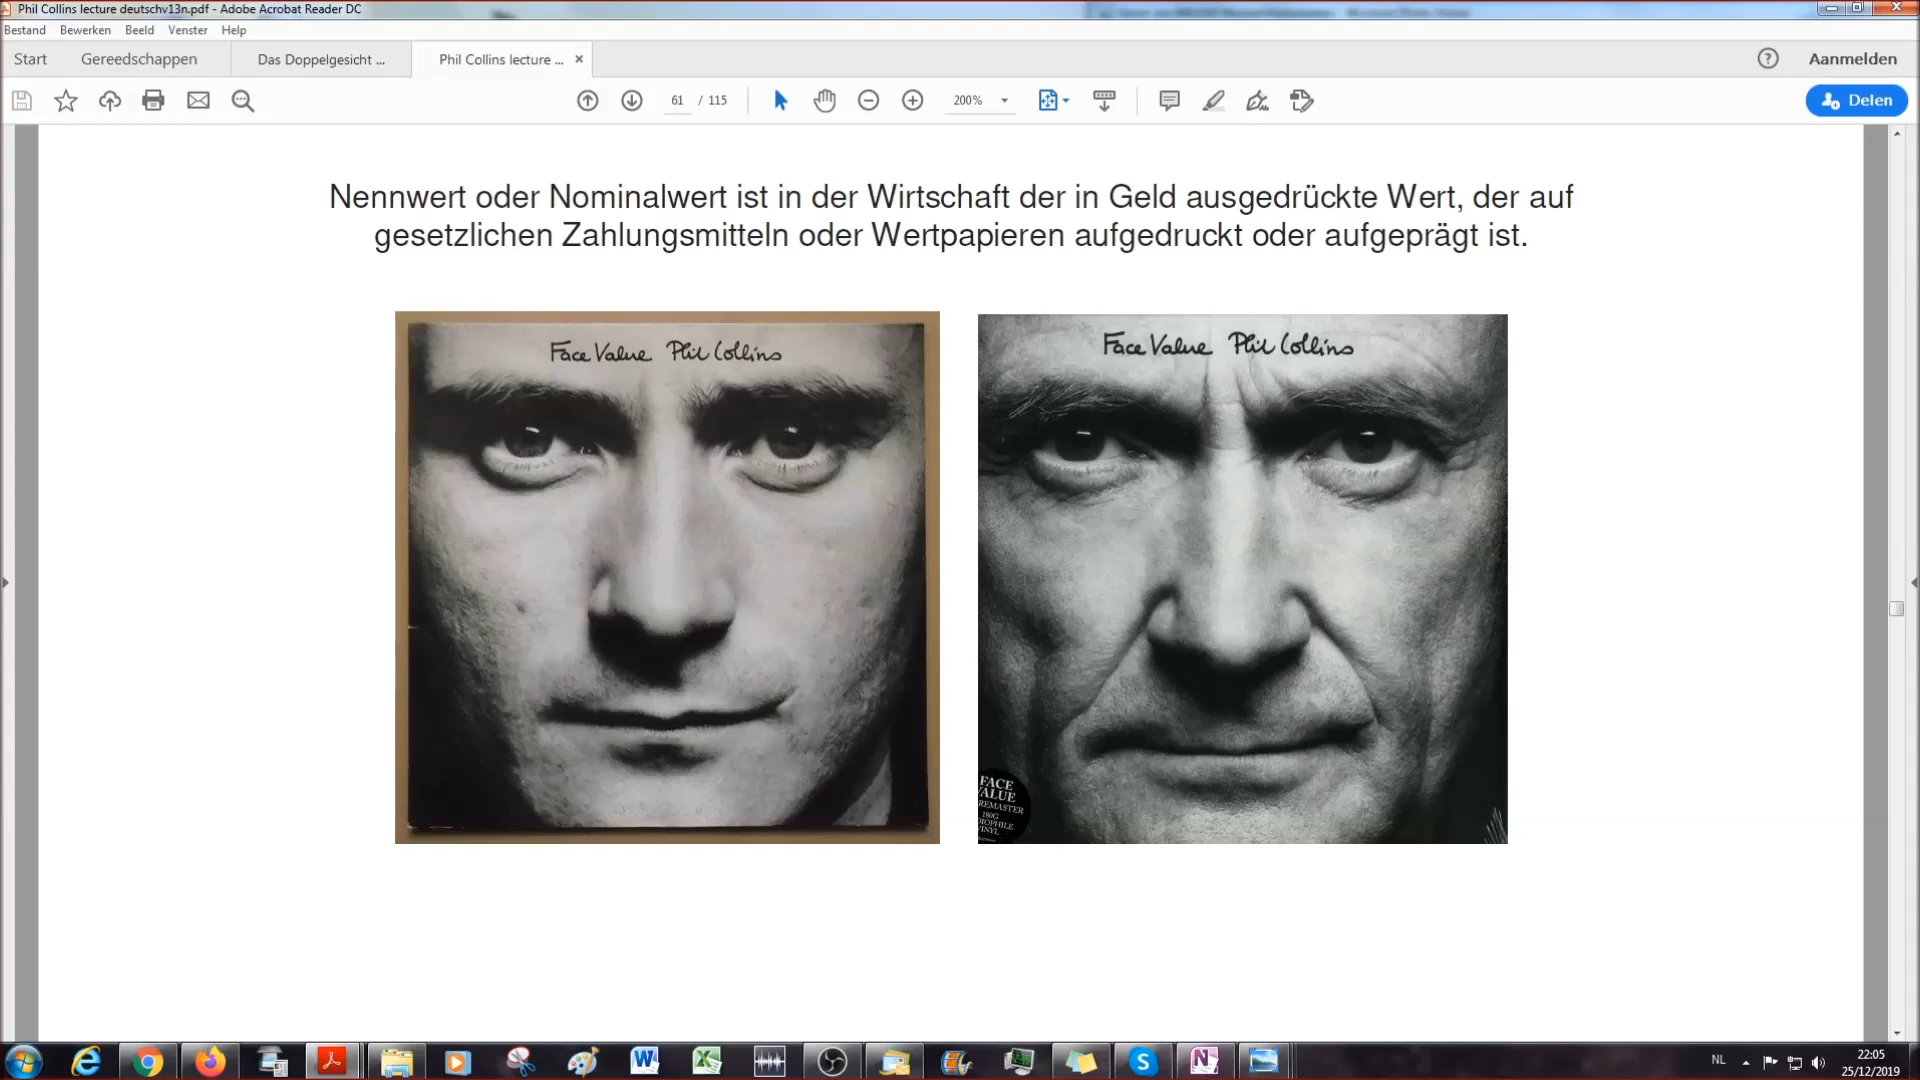 Phil Collins lecture deutschv13n.pdf - Adobe Acrobat Reader DC
Bestand Bewerken Beeld Venster Help
Start Gereedschappen Das Doppelgesicht ... Phil Collins lecture ... × ? Aanmelden
61 / 115 200% Delen
Nennwert oder Nominalwert ist in der Wirtschaft der in Geld ausgedrückte Wert, der auf
gesetzlichen Zahlungsmitteln oder Wertpapieren aufgedruckt oder aufgeprägt ist.
Face Value Phil Collins
Face Value Phil Collins
FACE
VALUE
REMASTER
180G
VINYL
NL 22:05
25/12/2019